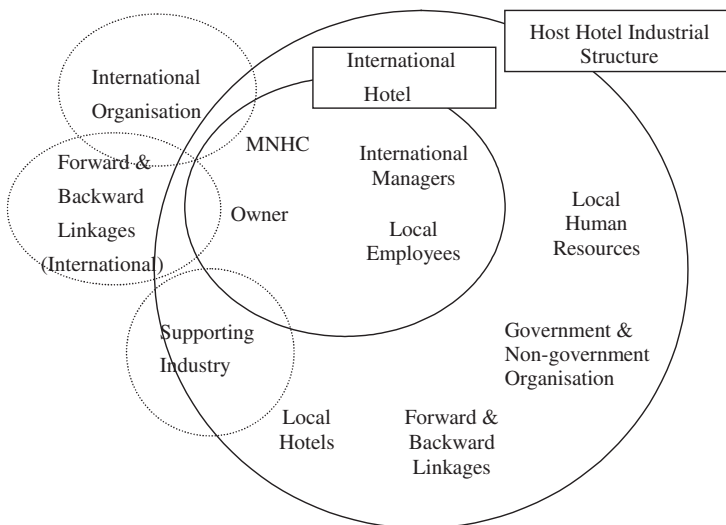 Host Hotel Industrial
Structure
International
Hotel
International
Organisation
MNHC
International
Managers
Forward &
Backward
Linkages
(International)
Owner
Local
Employees
Local
Human
Resources
Supporting
Industry
Government &
Non-government
Organisation
Local
Hotels
Forward &
Backward
Linkages